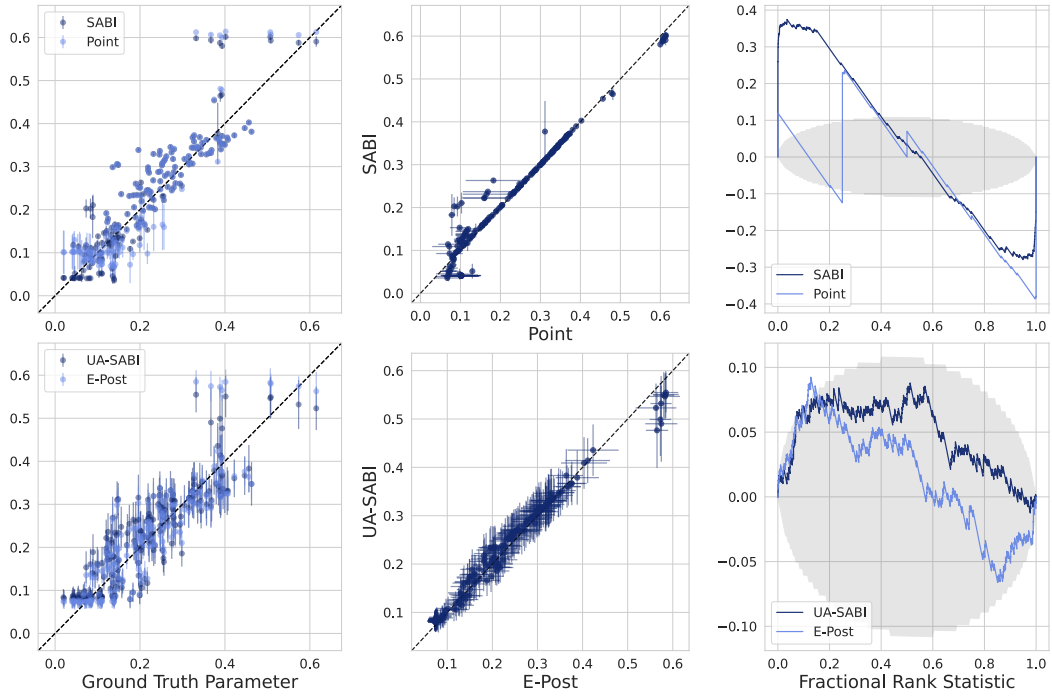 SABI
Point
0.6
0.5
0.4
0.3
0.2
0.1
0.0
0.0 0.2 0.4 0.6
SABI
0.6
0.5
0.4
0.3
0.2
0.1
0.0
0.0 0.1 0.2 0.3 0.4 0.5 0.6
Point
0.4
0.3
0.2
0.1
0.0
−0.1
−0.2
−0.3
−0.4
SABI
Point
0.0 0.2 0.4 0.6 0.8 1.0
UA-SABI
E-Post
0.6
0.5
0.4
0.3
0.2
0.1
0.0
0.0 0.2 0.4 0.6
Ground Truth Parameter
UA-SABI
0.6
0.5
0.4
0.3
0.2
0.1
0.1 0.2 0.3 0.4 0.5 0.6
E-Post
0.10
0.05
0.00
−0.05
−0.10
UA-SABI
E-Post
0.0 0.2 0.4 0.6 0.8 1.0
Fractional Rank Statistic